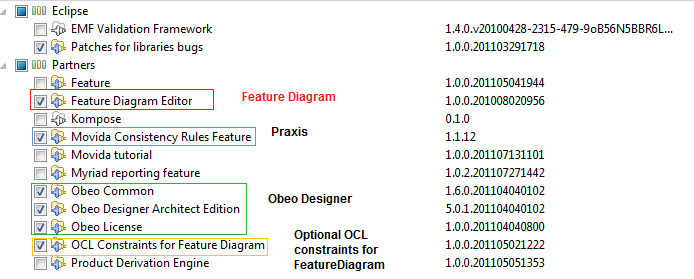 Eclipse
EMF Validation Framework 1.4.0.v20100428-2315-479-9oB56N5BBR6L...
Patches for libraries bugs 1.0.0.201103291718
Partners
Feature 1.0.0.201105041944
Feature Diagram Editor Feature Diagram 1.0.0.201008020956
Kompose 0.1.0
Movida Consistency Rules Feature Praxis 1.1.12
Movida tutorial 1.0.0.201107131101
Myriad reporting feature 1.0.2.201107271442
Obeo Common 1.6.0.201104040102
Obeo Designer Architect Edition Obeo Designer 5.0.1.201104040102
Obeo License 1.0.0.201104040800
OCL Constraints for Feature Diagram 1.0.0.201105021222
Product Derivation Engine 1.0.0.201105051353
Optional OCL
constraints for
FeatureDiagram